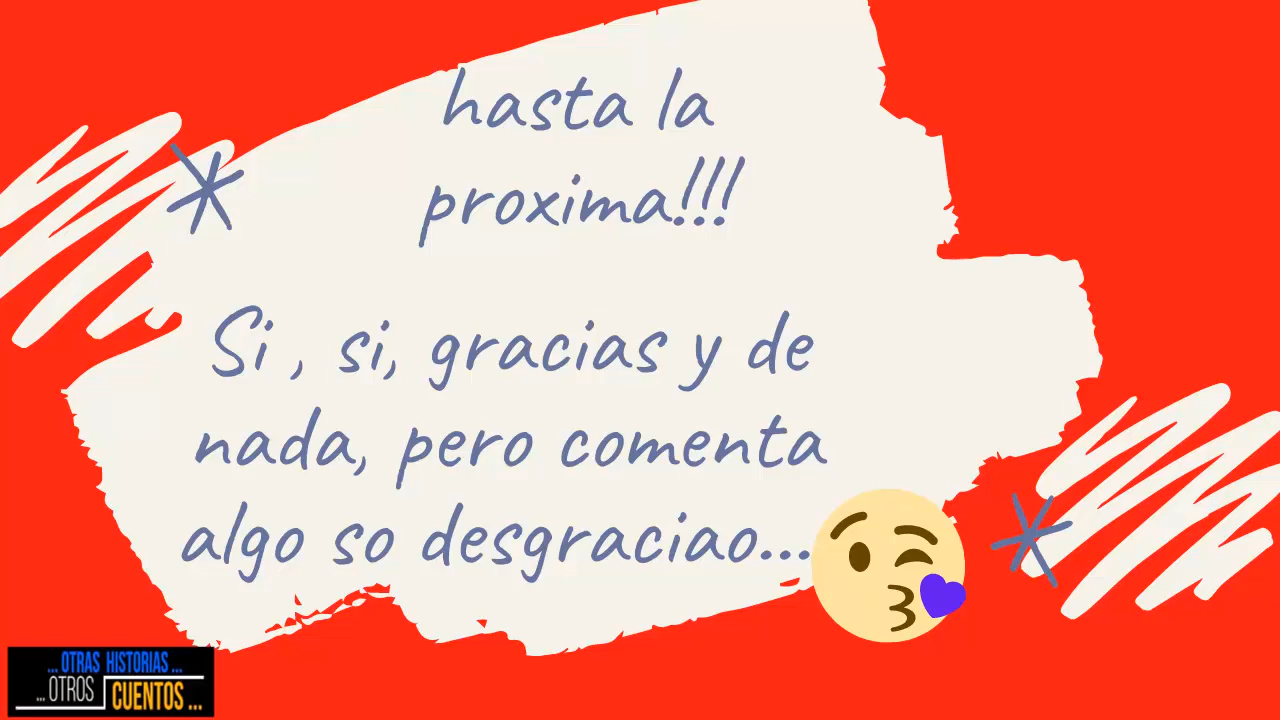 hasta la
proxima!!!
Si , si, gracias y de
nada, pero comenta
algo so desgraciao...
... OTRAS HISTORIAS ...
... OTROS CUENTOS ...